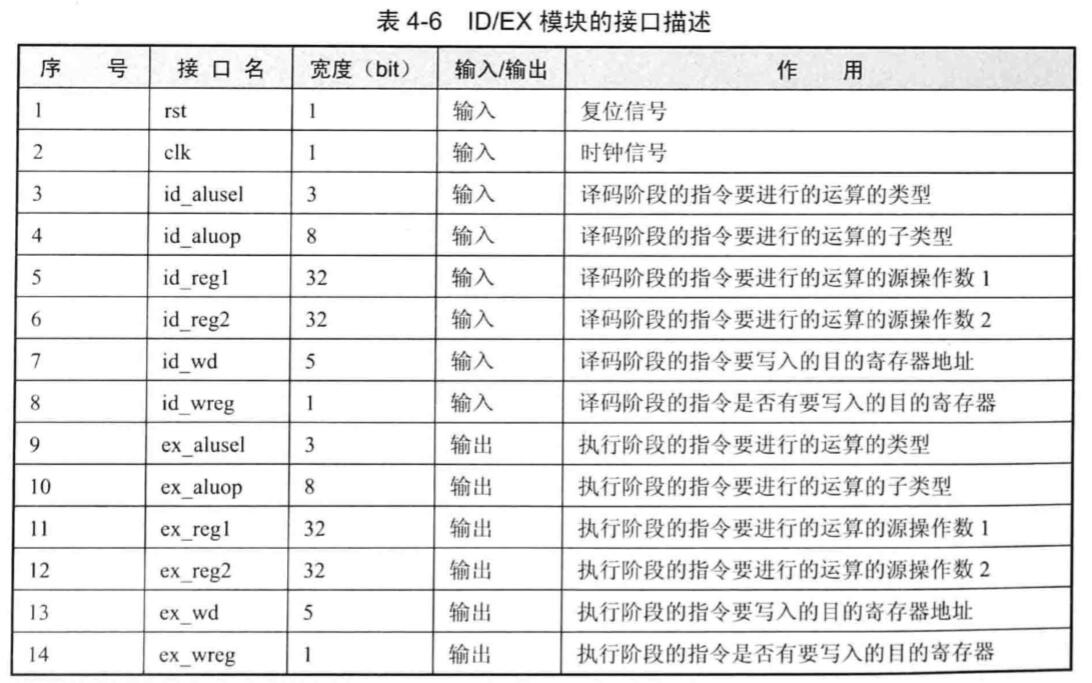 表 4-6 ID/EX 模块的接口描述
序 号 接 口 名 宽度（bit） 输入/输出 作 用
1 rst 1 输入 复位信号
2 clk 1 输入 时钟信号
3 id_alusel 3 输入 译码阶段的指令要进行的运算的类型
4 id_aluop 8 输入 译码阶段的指令要进行的运算的子类型
5 id_reg1 32 输入 译码阶段的指令要进行的运算的源操作数 1
6 id_reg2 32 输入 译码阶段的指令要进行的运算的源操作数 2
7 id_wd 5 输入 译码阶段的指令要写入的目的寄存器地址
8 id_wreg 1 输入 译码阶段的指令是否有要写入的目的寄存器
9 ex_alusel 3 输出 执行阶段的指令要进行的运算的类型
10 ex_aluop 8 输出 执行阶段的指令要进行的运算的子类型
11 ex_reg1 32 输出 执行阶段的指令要进行的运算的源操作数 1
12 ex_reg2 32 输出 执行阶段的指令要进行的运算的源操作数 2
13 ex_wd 5 输出 执行阶段的指令要写入的目的寄存器地址
14 ex_wreg 1 输出 执行阶段的指令是否有要写入的目的寄存器